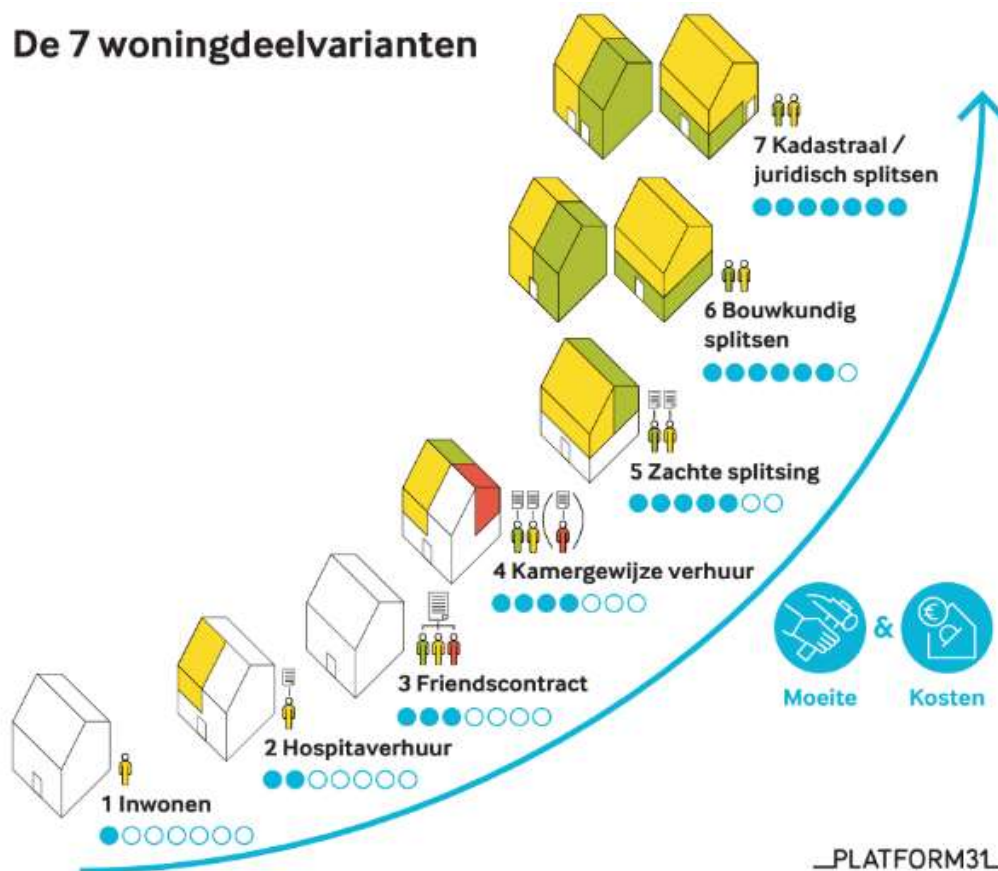 De 7 woningdeelvarianten
7 Kadastraal /
juridisch splitsen
6 Bouwkundig
splitsen
5 Zachte splitsing
4 Kamergewijze verhuur
3 Friendscontract
2 Hospitaverhuur
1 Inwonen
&
€
Moeite
Kosten
PLATFORM31